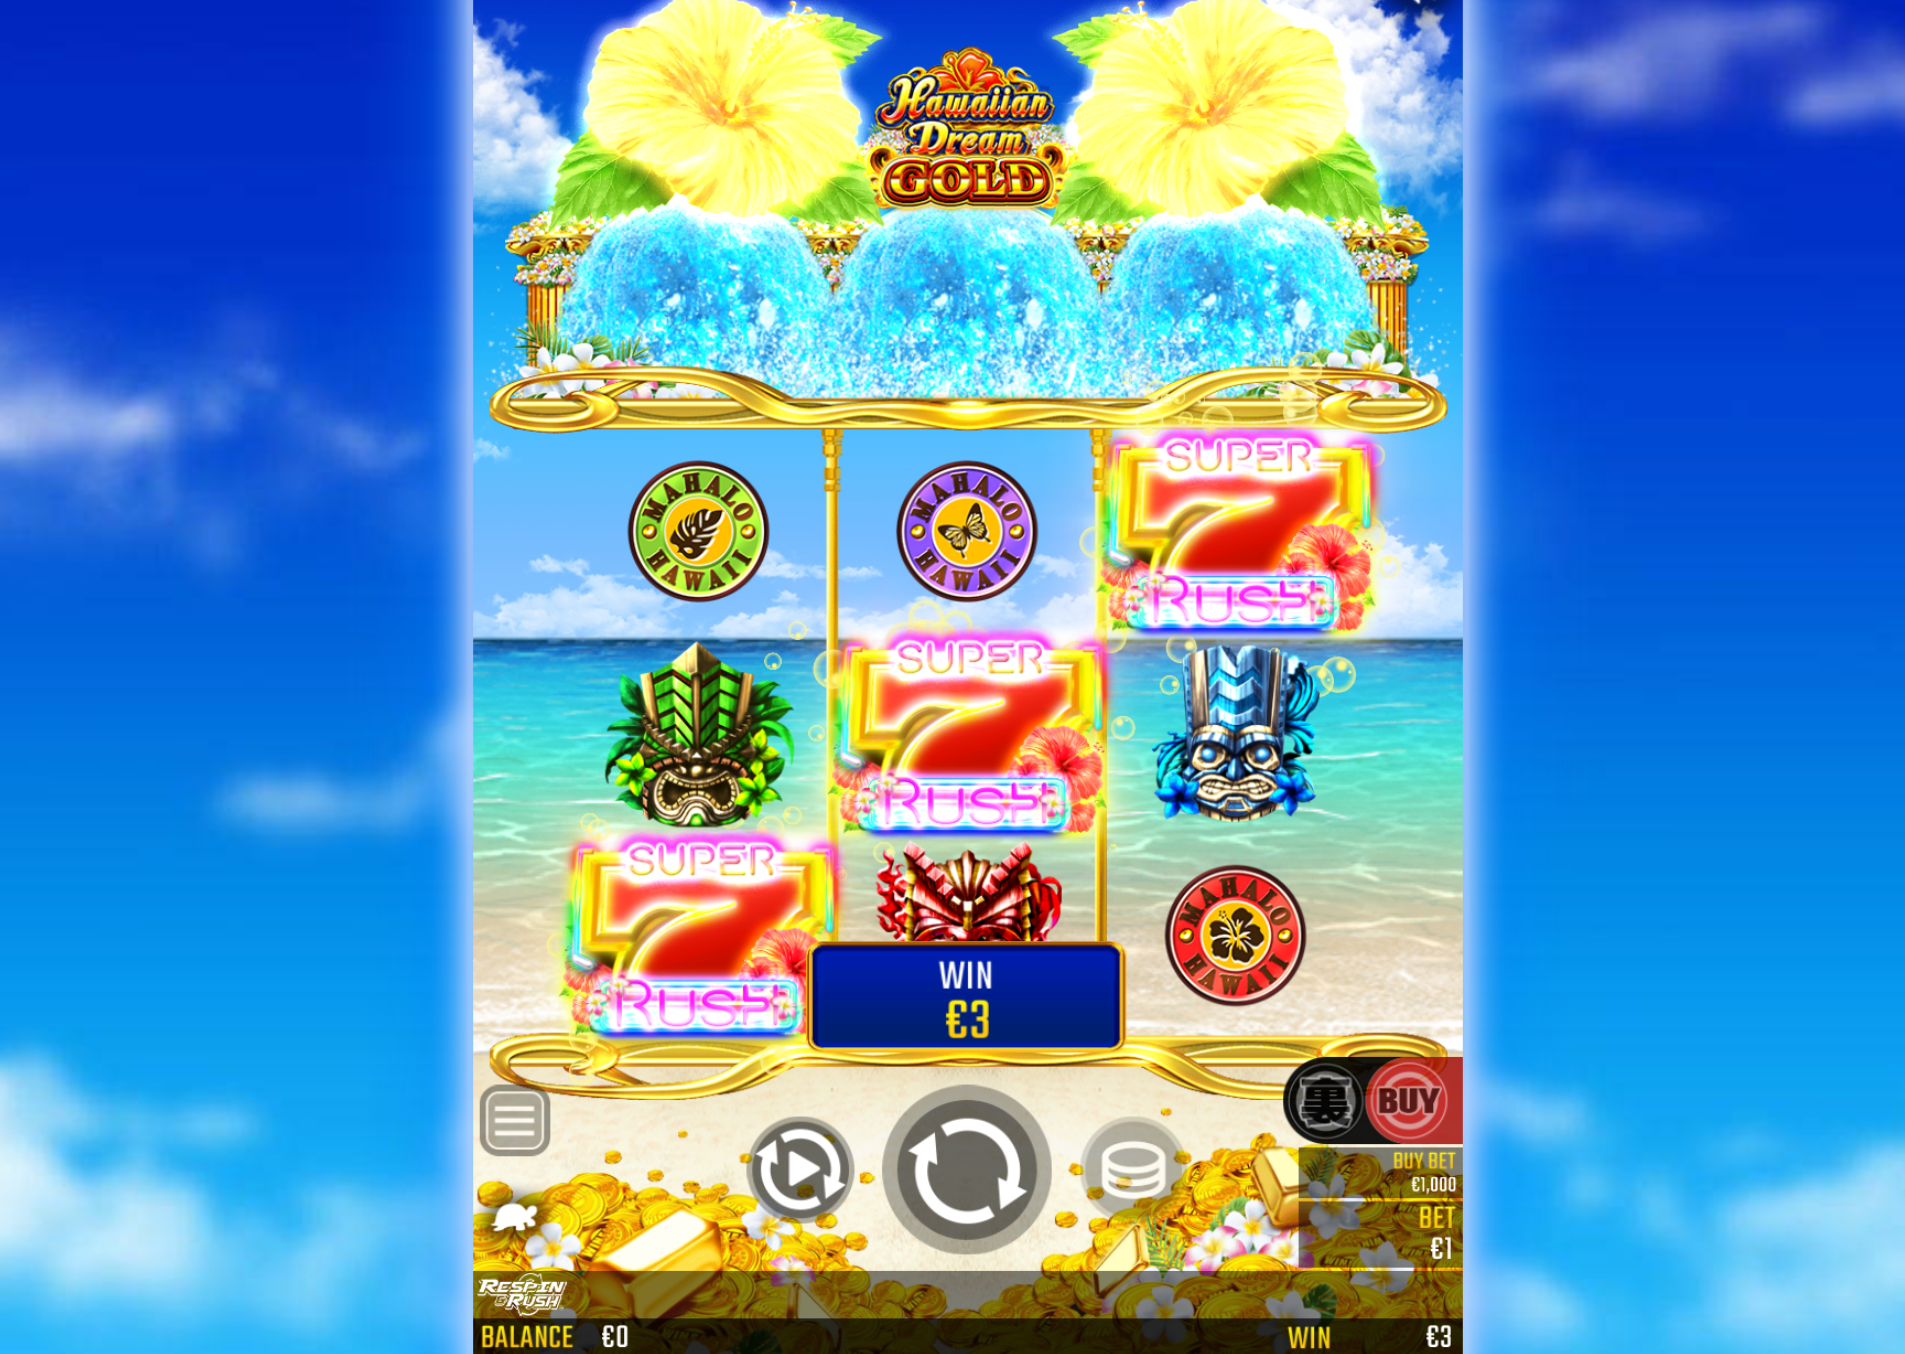 Hawaiian
Dream
GOLD
MAHALO
HAWAII
MAHALO
HAWAII
SUPER
7
RUSH
SUPER
7
RUSH
SUPER
7
RUSH
MAHALO
HAWAII
WIN
€3
裏
BUY
BUY BET
€1,000
BET
€1
RESPIN
& RUSH
BALANCE €0
WIN €3